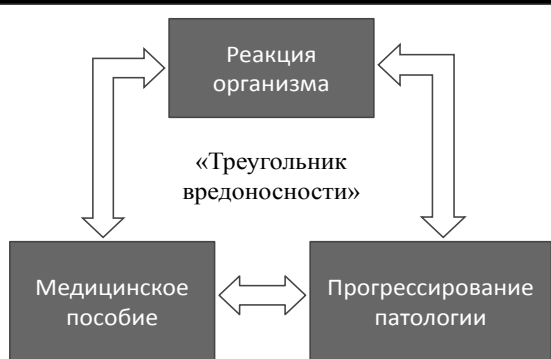 Реакция
организма
«Треугольник
вредоносности»
Медицинское
пособие
Прогрессирование
патологии